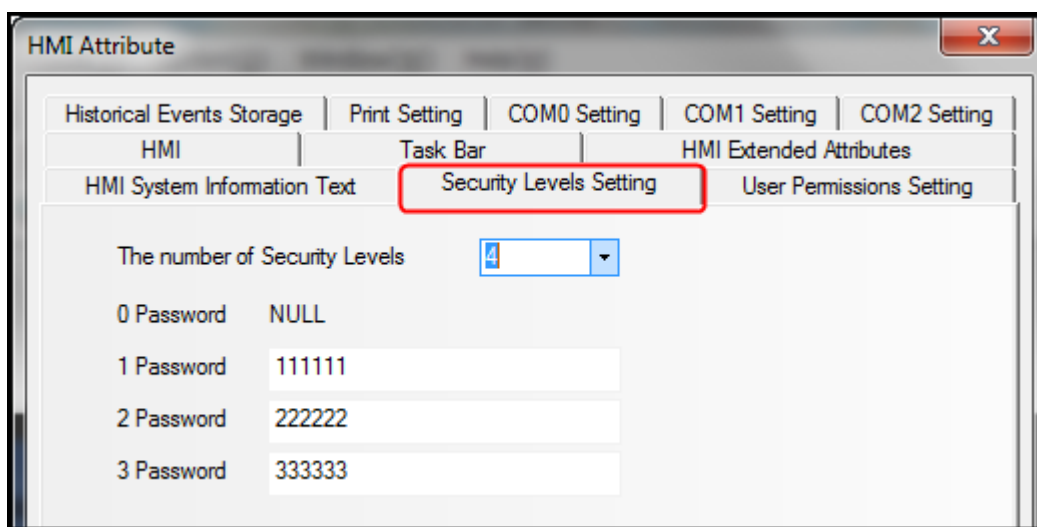 HMI Attribute
Historical Events Storage Print Setting COM0 Setting COM1 Setting COM2 Setting
HMI Task Bar HMI Extended Attributes
HMI System Information Text Security Levels Setting User Permissions Setting
The number of Security Levels 4
0 Password NULL
1 Password 111111
2 Password 222222
3 Password 333333